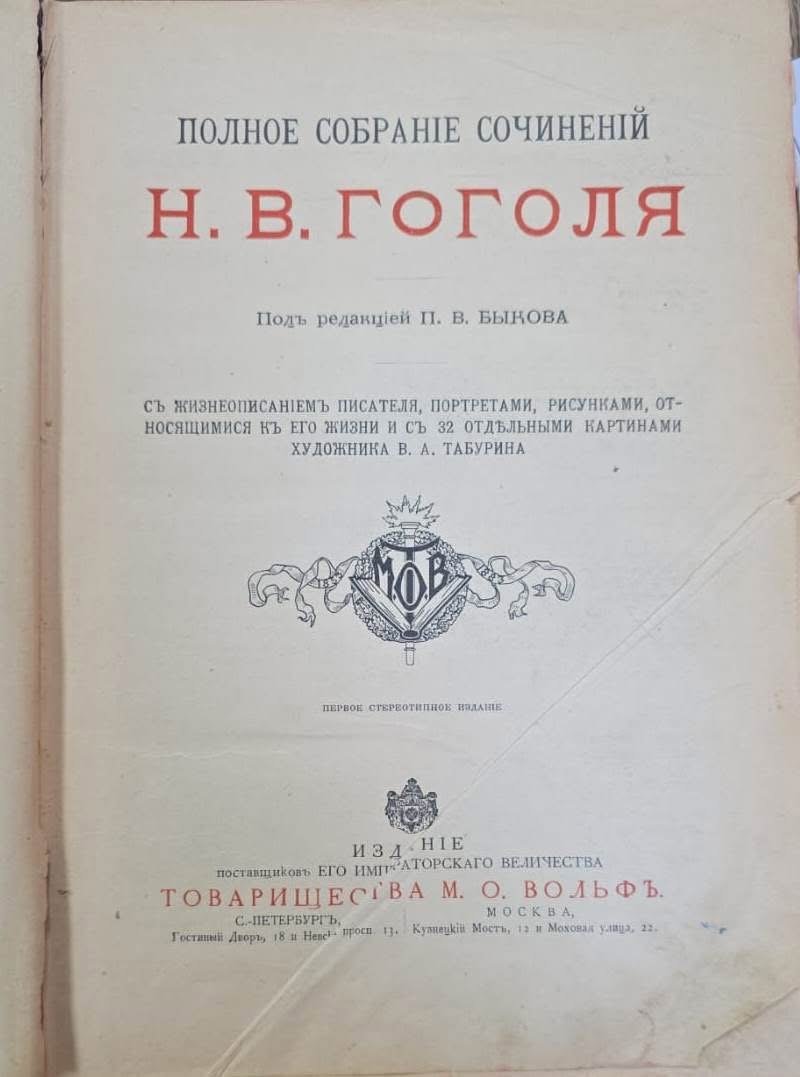 ПОЛНОЕ СОБРАНІЕ СОЧИНЕНІЙ
Н. В. ГОГОЛЯ
Подъ редакціей П. В. БЫКОВА
СЪ ЖИЗНЕОПИСАНІЕМЪ ПИСАТЕЛЯ, ПОРТРЕТАМИ, РИСУНКАМИ, ОТ-
НОСЯЩИМИСЯ КЪ ЕГО ЖИЗНИ И СЪ 32 ОТДѢЛЬНЫМИ КАРТИНАМИ
ХУДОЖНИКА В. А. ТАБУРИНА
М. О. В.
Т
ПЕРВОЕ СТЕРЕОТИПНОЕ ИЗДАНІЕ
ИЗДАНІЕ
поставщиковъ ЕГО ИМПЕРАТОРСКАГО ВЕЛИЧЕСТВА
ТОВАРИЩЕСТВА М. О. ВОЛЬФЪ.
С.-ПЕТЕРБУРГЪ,
Гостиный Дворъ, 18 и Невск. просп. 13.
МОСКВА,
Кузнецкій Мостъ, 12 и Моховая улица, 22.